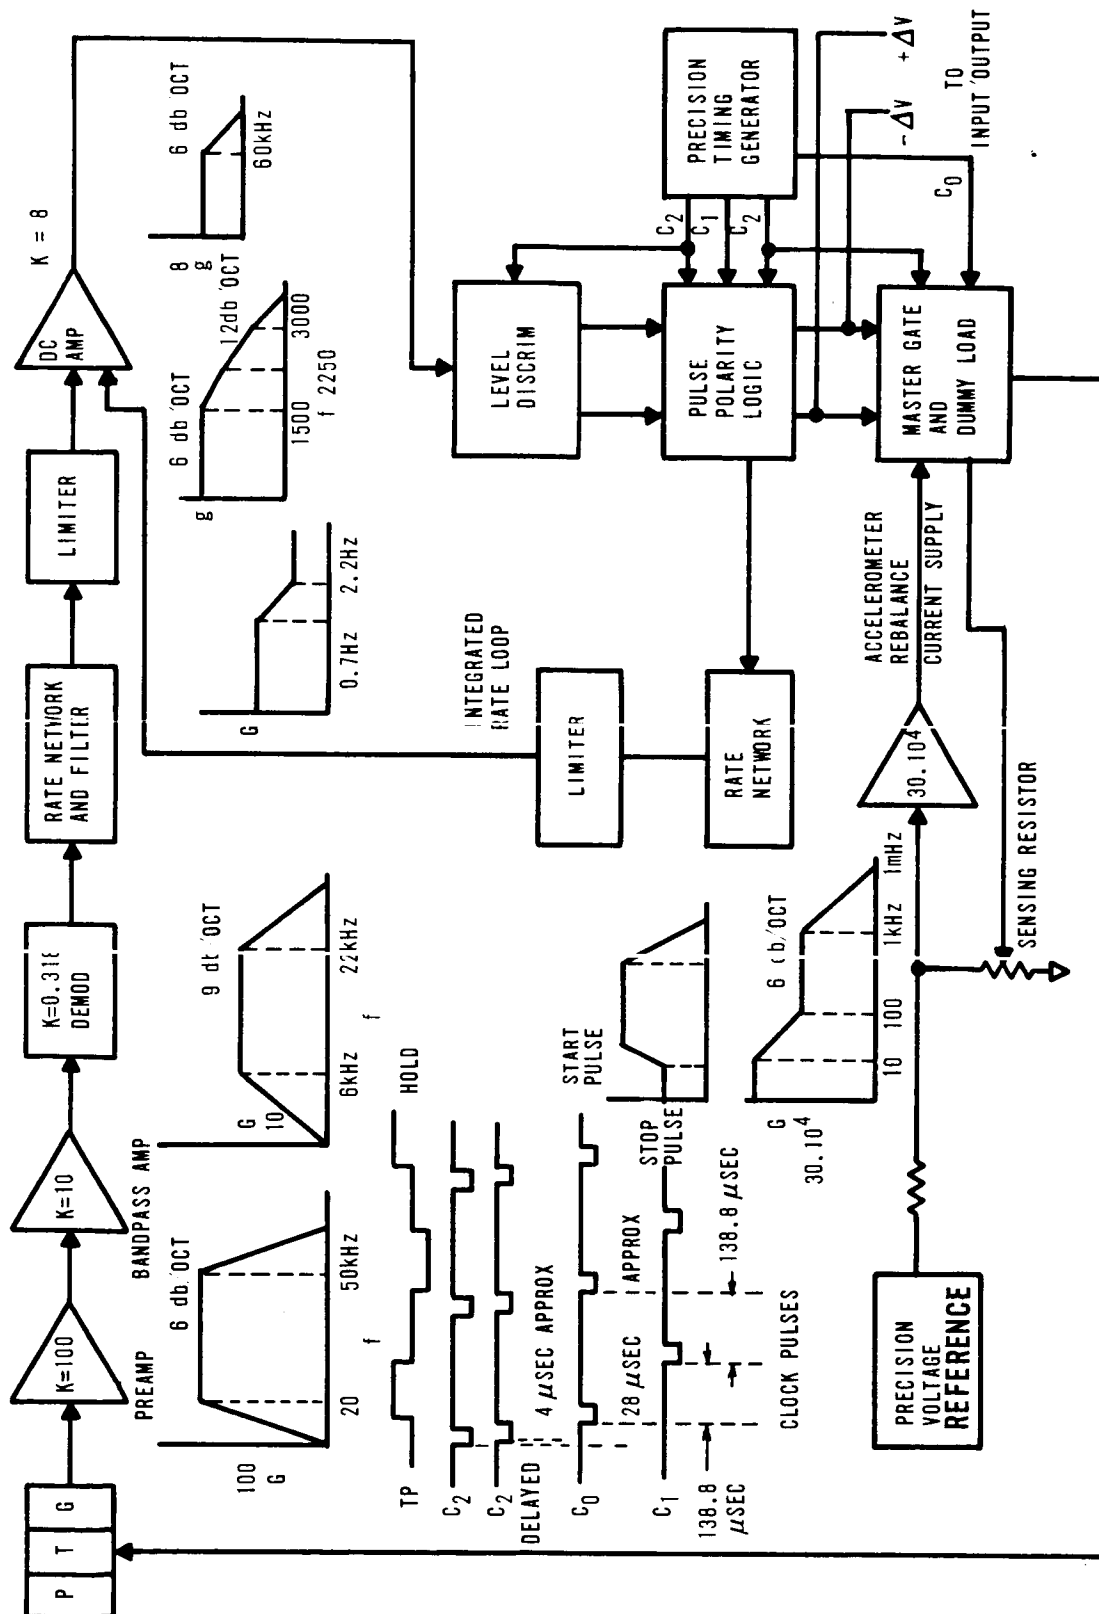 P T G
K=100
PREAMP
K=10
BANDPASS AMP
K=0.318
DEMOD
RATE NETWORK
AND FILTER
LIMITER
DC
AMP
K = 8
100
G
6 db/OCT
20
f
50kHz
G
10
9 db/OCT
6kHz
f
22kHz
G
0.7Hz
2.2Hz
g
6 db/OCT
12db/OCT
1500
3000
f 2250
8
g
6 db/OCT
60kHz
INTEGRATED
RATE LOOP
LIMITER
RATE
NETWORK
LEVEL
DISCRIM
PULSE
POLARITY
LOGIC
PRECISION
TIMING
GENERATOR
C2
C1
C2
C0
MASTER GATE
AND
DUMMY LOAD
+ΔV
-ΔV
TO
INPUT/OUTPUT
TP
HOLD
C2
C2
DELAYED
4 μSEC APPROX
C0
START
PULSE
28 μSEC APPROX
C1
STOP
PULSE
138.8
μSEC
138.8 μSEC
CLOCK PULSES
G
30.10^4
6 db/OCT
10
100
1kHz
1mHz
30.104
ACCELEROMETER
REBALANCE
CURRENT SUPPLY
SENSING RESISTOR
PRECISION
VOLTAGE
REFERENCE